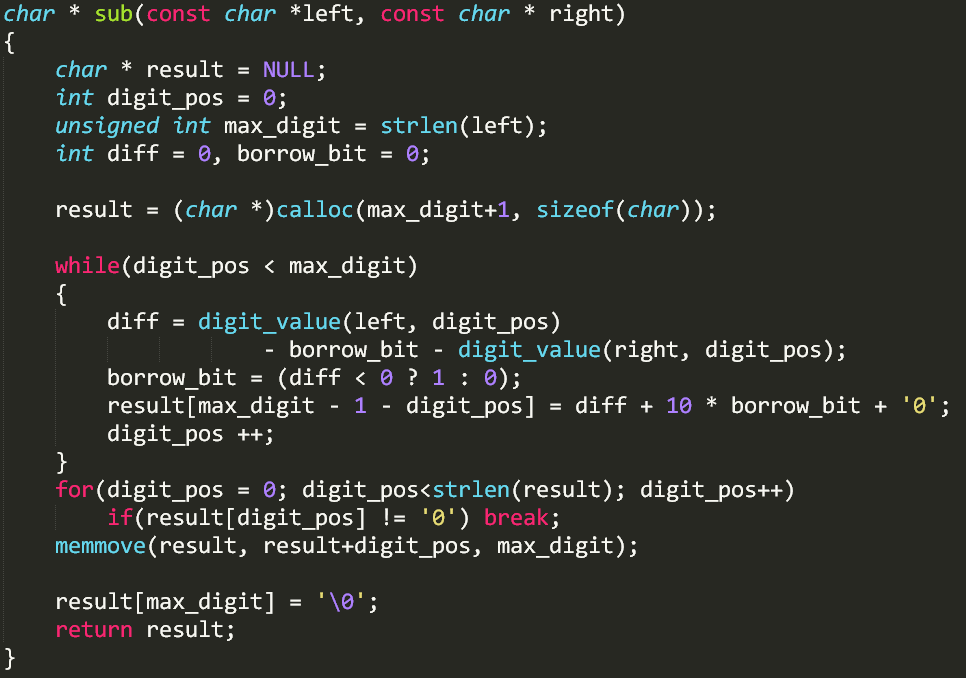 char * sub(const char *left, const char * right)
{
    char * result = NULL;
    int digit_pos = 0;
    unsigned int max_digit = strlen(left);
    int diff = 0, borrow_bit = 0;

    result = (char *)calloc(max_digit+1, sizeof(char));

    while(digit_pos < max_digit)
    {
        diff = digit_value(left, digit_pos)
                    - borrow_bit - digit_value(right, digit_pos);
        borrow_bit = (diff < 0 ? 1 : 0);
        result[max_digit - 1 - digit_pos] = diff + 10 * borrow_bit + '0';
        digit_pos ++;
    }
    for(digit_pos = 0; digit_pos<strlen(result); digit_pos++)
        if(result[digit_pos] != '0') break;
    memmove(result, result+digit_pos, max_digit);

    result[max_digit] = '\0';
    return result;
}